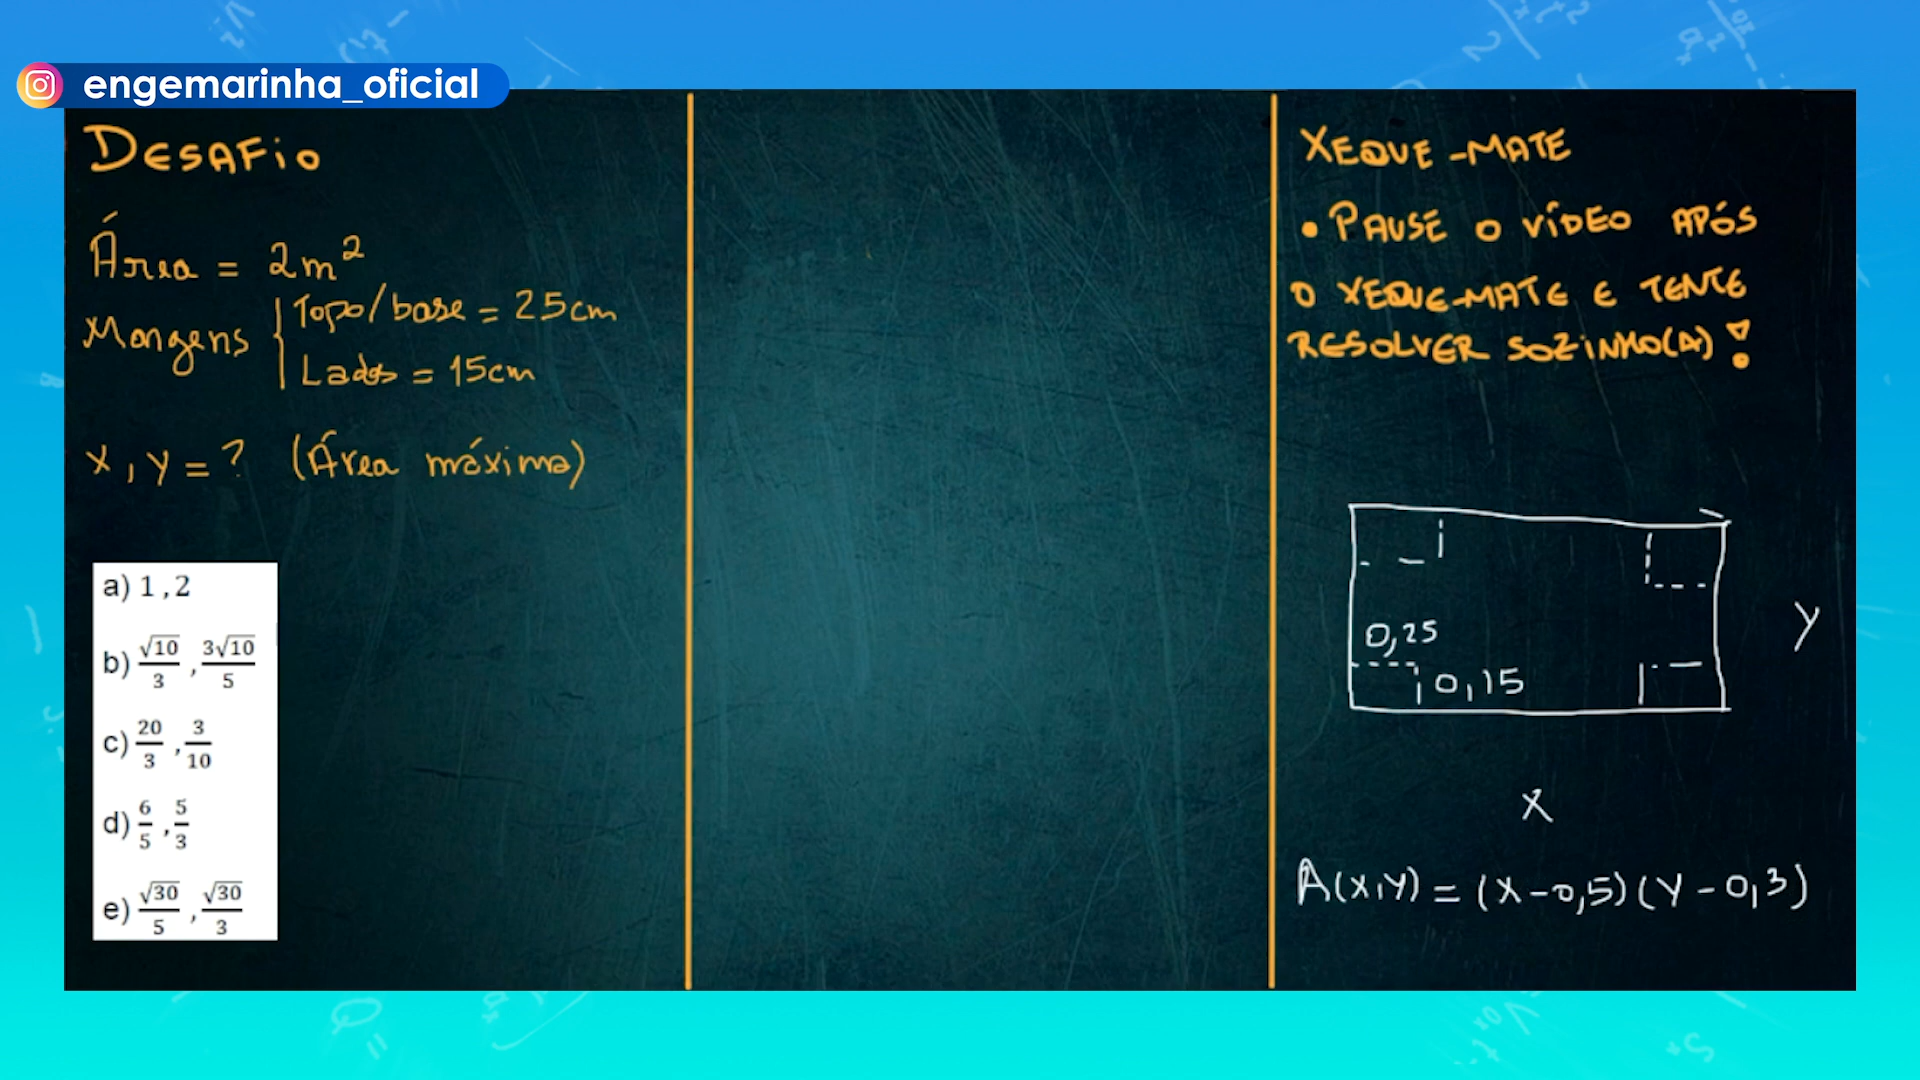 engemarinha_oficial
DESAFIO
Área = 2m²
Margens { Topo/base = 25cm
Lados = 15cm
X, Y = ? (Área máxima)
a) 1 , 2
b) √10/3 , 3√10/5
c) 20/3 , 3/10
d) 6/5 , 5/3
e) √30/5 , √30/3
XEQUE-MATE
• PAUSE O VÍDEO APÓS
O XEQUE-MATE E TENTE
RESOLVER SOZINHO(A)!
0,25
0,15
Y
X
A(X,Y) = (X-0,5)(Y-0,3)